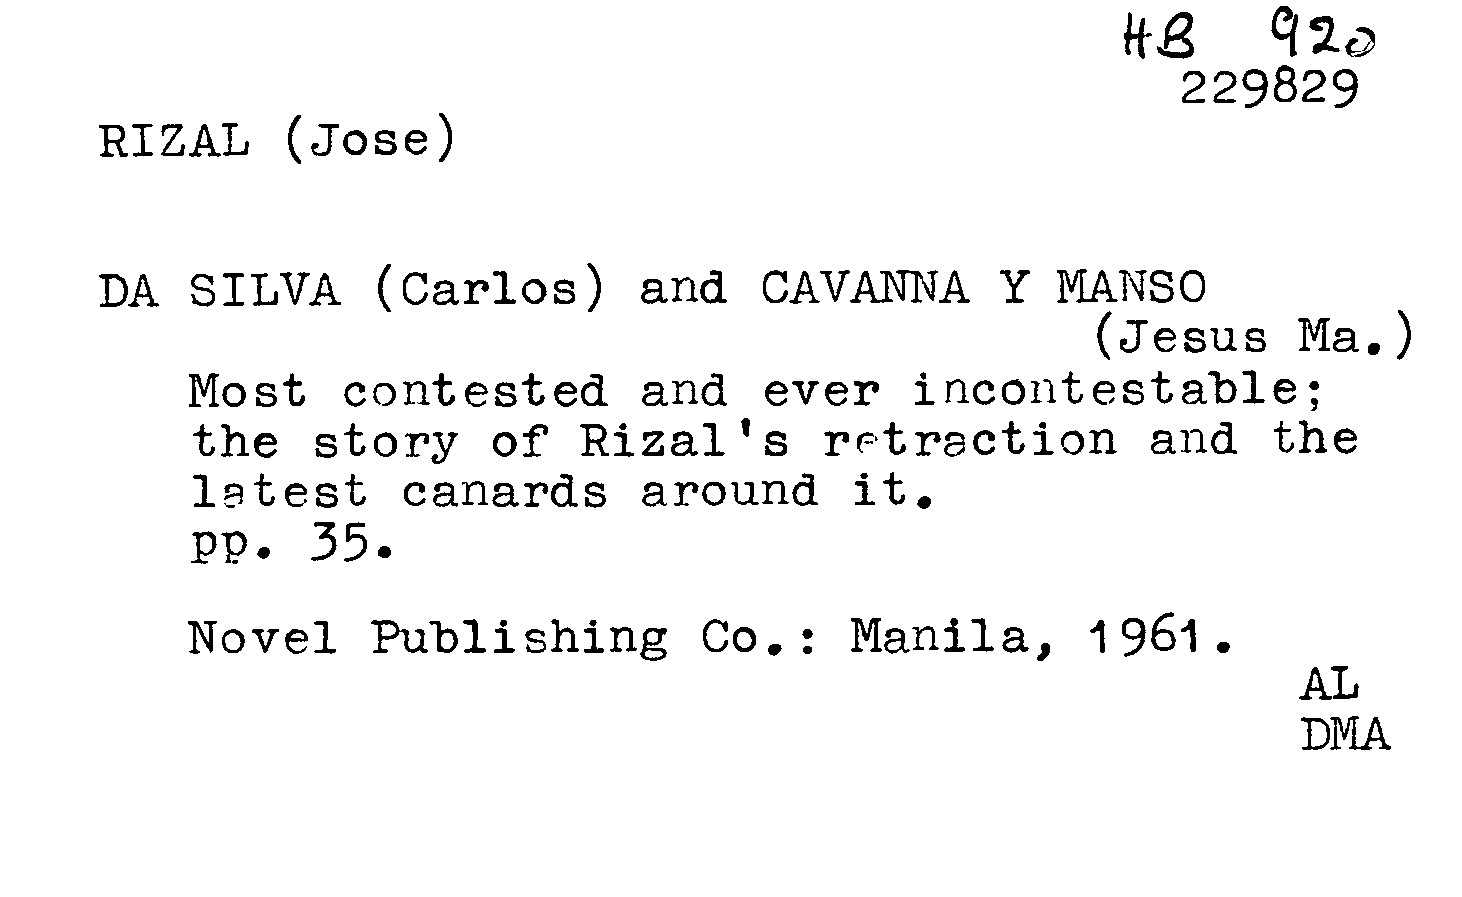 HB 920
229829
RIZAL (Jose)
DA SILVA (Carlos) and CAVANNA Y MANSO
(Jesus Ma.)
Most contested and ever incontestable;
the story of Rizal's retraction and the
latest canards around it.
pp. 35.
Novel Publishing Co.: Manila, 1961.
AL
DMA